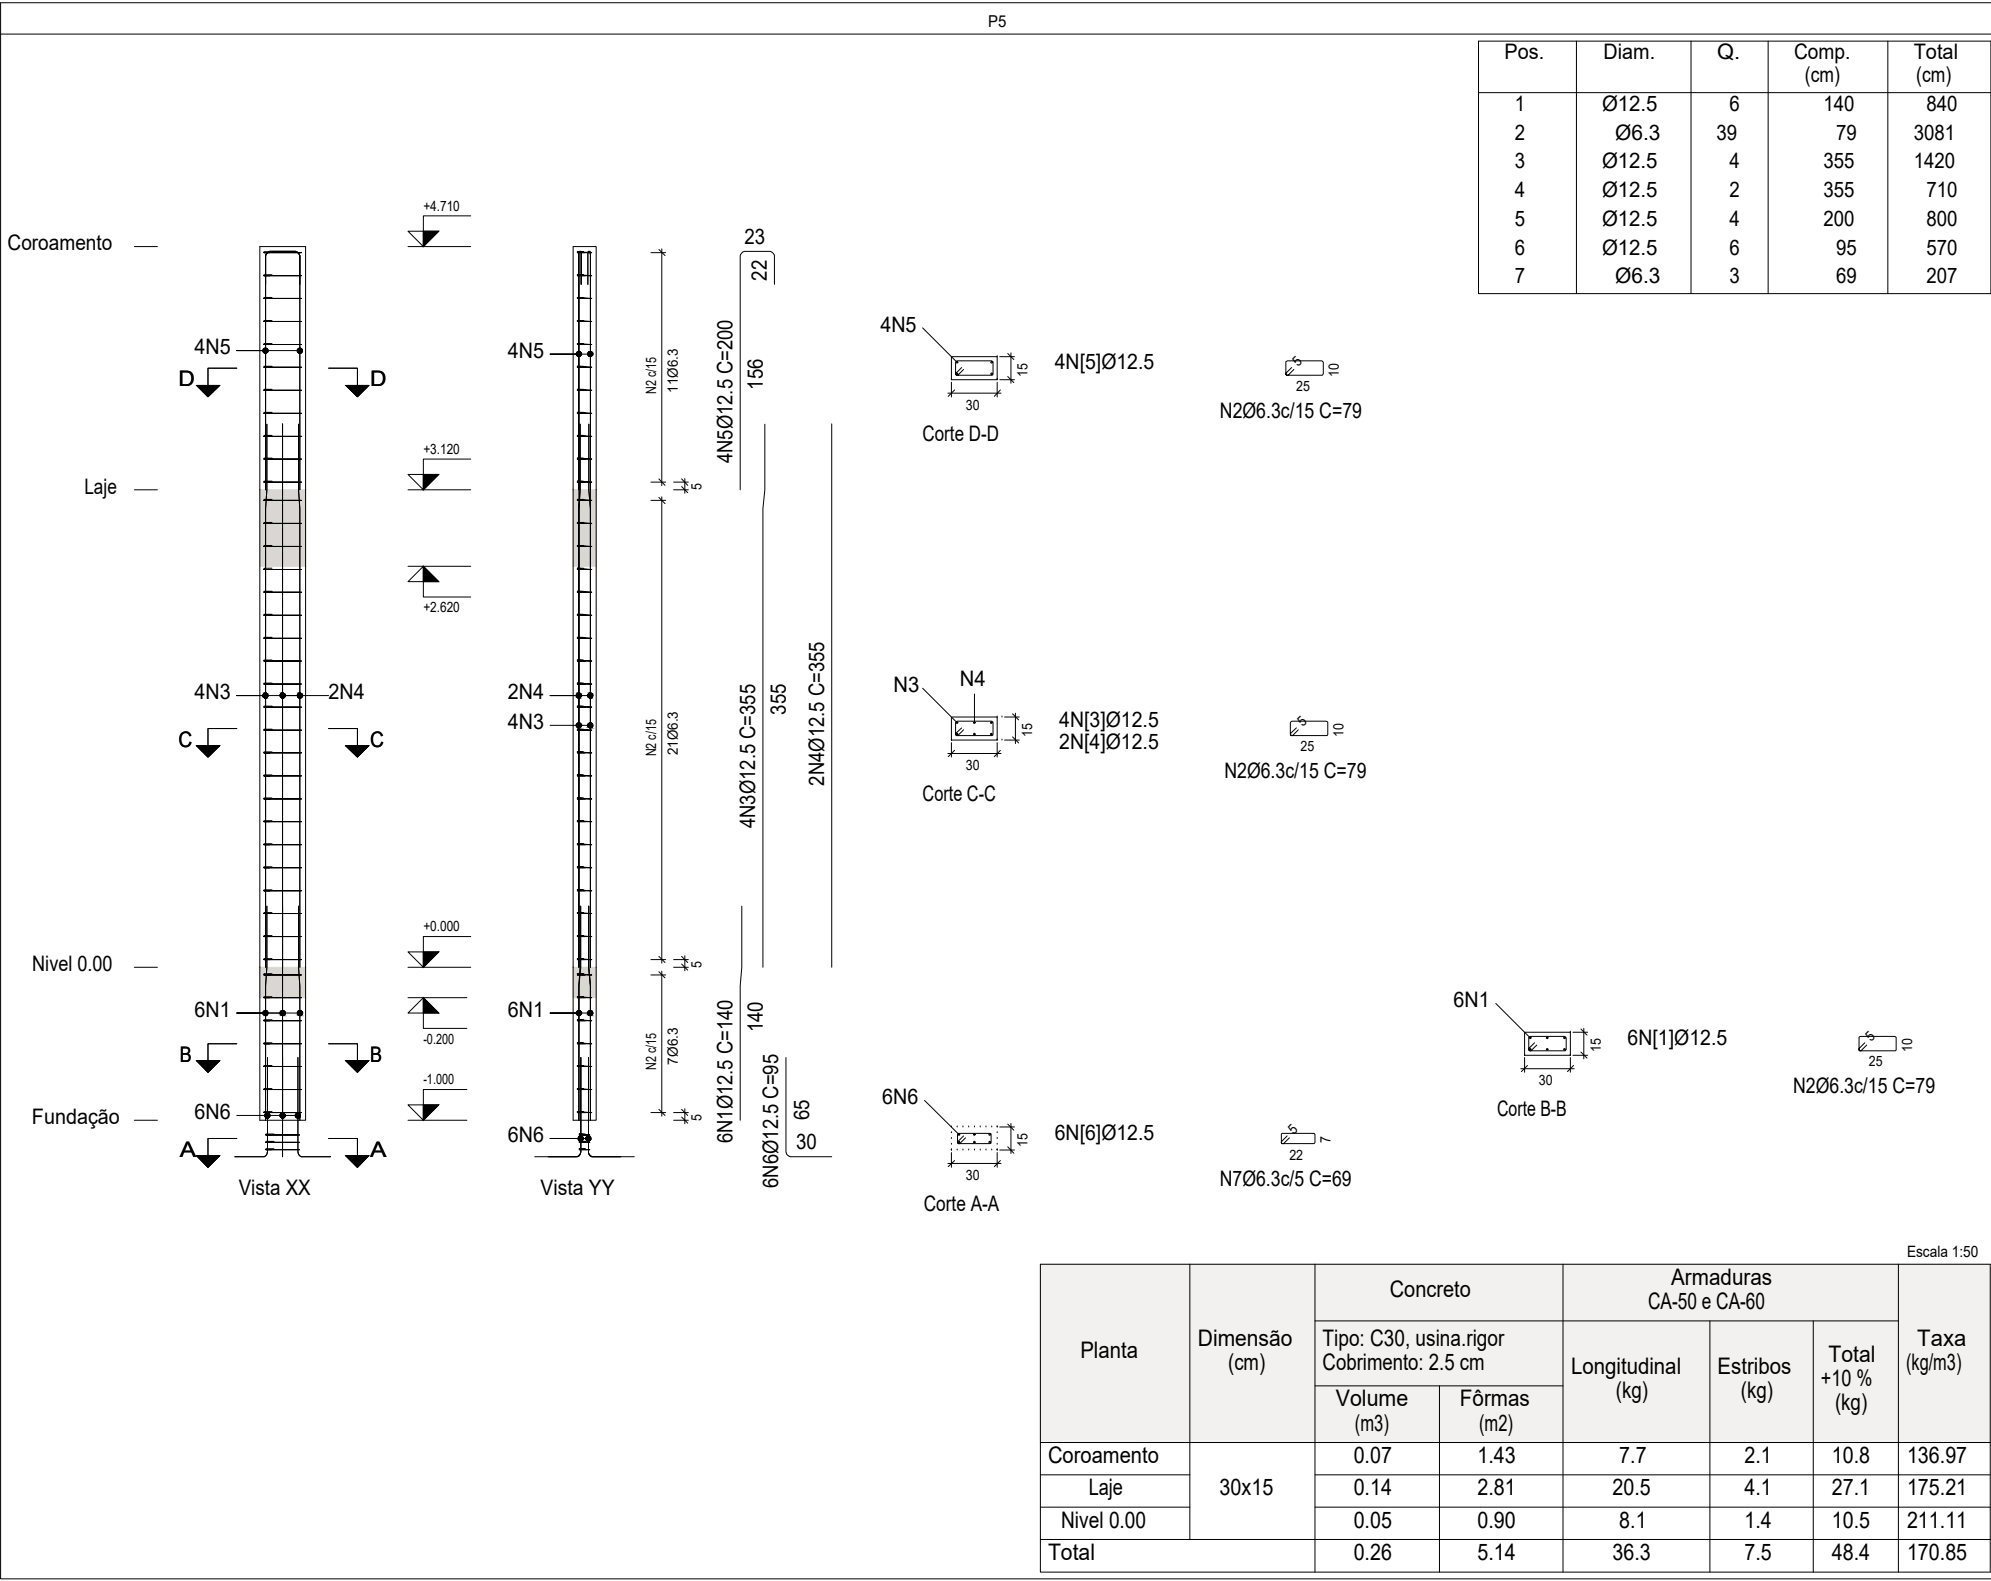 P5
Pos. Diam. Q. Comp. (cm) Total (cm)
1 Ø12.5 6 140 840
2 Ø6.3 39 79 3081
3 Ø12.5 4 355 1420
4 Ø12.5 2 355 710
5 Ø12.5 4 200 800
6 Ø12.5 6 95 570
7 Ø6.3 3 69 207
Coroamento
4N5
D D
Laje
4N3 2N4
C C
Nivel 0.00
6N1
B B
Fundação
6N6
A A
Vista XX
+4.710
+3.120
+2.620
+0.000
-0.200
-1.000
4N5
2N4
4N3
6N1
6N6
Vista YY
N2 c/15
11Ø6.3
5
N2 c/15
21Ø6.3
5
N2 c/15
7Ø6.3
5
23
22
4N5Ø12.5 C=200
156
4N3Ø12.5 C=355
355
2N4Ø12.5 C=355
6N1Ø12.5 C=140
140
6N6Ø12.5 C=95
65
30
4N5
15
30
4N[5]Ø12.5
Corte D-D
5
25
10
N2Ø6.3c/15 C=79
N3 N4
15
30
4N[3]Ø12.5
2N[4]Ø12.5
Corte C-C
5
25
10
N2Ø6.3c/15 C=79
6N1
15
30
6N[1]Ø12.5
Corte B-B
5
25
10
N2Ø6.3c/15 C=79
6N6
15
30
6N[6]Ø12.5
Corte A-A
5
22
7
N7Ø6.3c/5 C=69
Escala 1:50
Planta
Dimensão
(cm)
Concreto
Tipo: C30, usina.rigor
Cobrimento: 2.5 cm
Volume
(m3)
Fôrmas
(m2)
Armaduras
CA-50 e CA-60
Longitudinal
(kg)
Estribos
(kg)
Total
+10 %
(kg)
Taxa
(kg/m3)
Coroamento 0.07 1.43 7.7 2.1 10.8 136.97
Laje 30x15 0.14 2.81 20.5 4.1 27.1 175.21
Nivel 0.00 0.05 0.90 8.1 1.4 10.5 211.11
Total 0.26 5.14 36.3 7.5 48.4 170.85